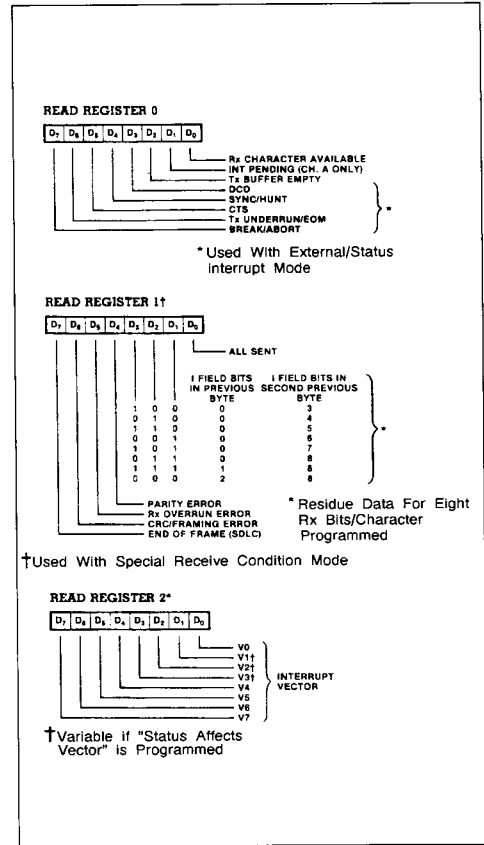 READ REGISTER 0
D7 D6 D5 D4 D3 D2 D1 D0
Rx CHARACTER AVAILABLE
INT PENDING (CH. A ONLY)
Tx BUFFER EMPTY
DCD
SYNC/HUNT
CTS
Tx UNDERRUN/EOM
BREAK/ABORT
*
*Used With External/Status
interrupt Mode
READ REGISTER 1†
D7 D6 D5 D4 D3 D2 D1 D0
ALL SENT
I FIELD BITS I FIELD BITS IN
IN PREVIOUS SECOND PREVIOUS
BYTE BYTE
1 0 0 0 3
0 1 0 0 4
1 1 0 0 5
0 0 1 0 6
1 0 1 0 7
0 1 1 0 8
1 1 1 1 8
0 0 0 2 8
*
PARITY ERROR
Rx OVERRUN ERROR
CRC/FRAMING ERROR
END OF FRAME (SDLC)
*Residue Data For Eight
Rx Bits/Character
Programmed
†Used With Special Receive Condition Mode
READ REGISTER 2*
D7 D6 D5 D4 D3 D2 D1 D0
V0
V1†
V2†
V3†
V4
V5
V6
V7
INTERRUPT
VECTOR
†Variable if "Status Affects
Vector" is Programmed